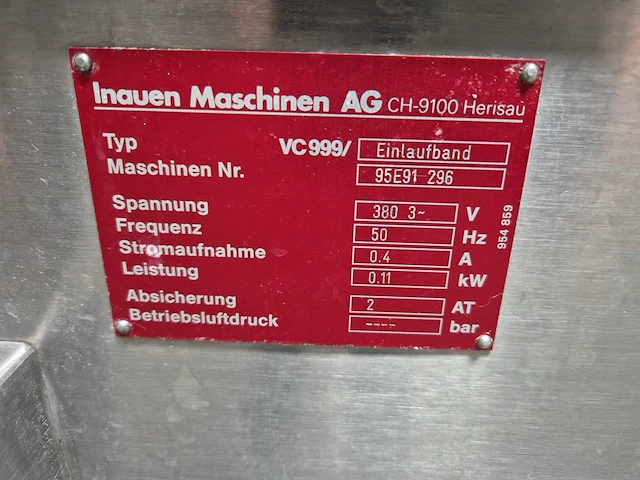 Inauen Maschinen AG CH-9100 Herisau
Typ VC999/ Einlaufband
Maschinen Nr. 95E91 296
Spannung 380 3~ V
Frequenz 50 Hz
Stromaufnahme 0.4 A
Leistung 0.11 kW
Absicherung 2 AT
Betriebsluftdruck ---- bar
954 859